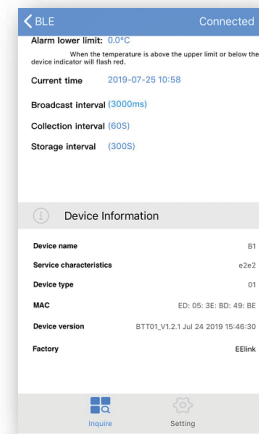 BLE
Connected
Alarm lower limit: 0.0°C
When the temperature is above the upper limit or below the
device indicator will flash red.
Current time 2019-07-25 10:58
Broadcast interval (3000ms)
Collection interval (60S)
Storage interval (300S)
Device Information
Device name B1
Service characteristics e2e2
Device type 01
MAC ED: 05: 3E: BD: 49: BE
Device version BTT01_V1.2.1 Jul 24 2019 15:46:30
Factory EElink
Inquire Setting